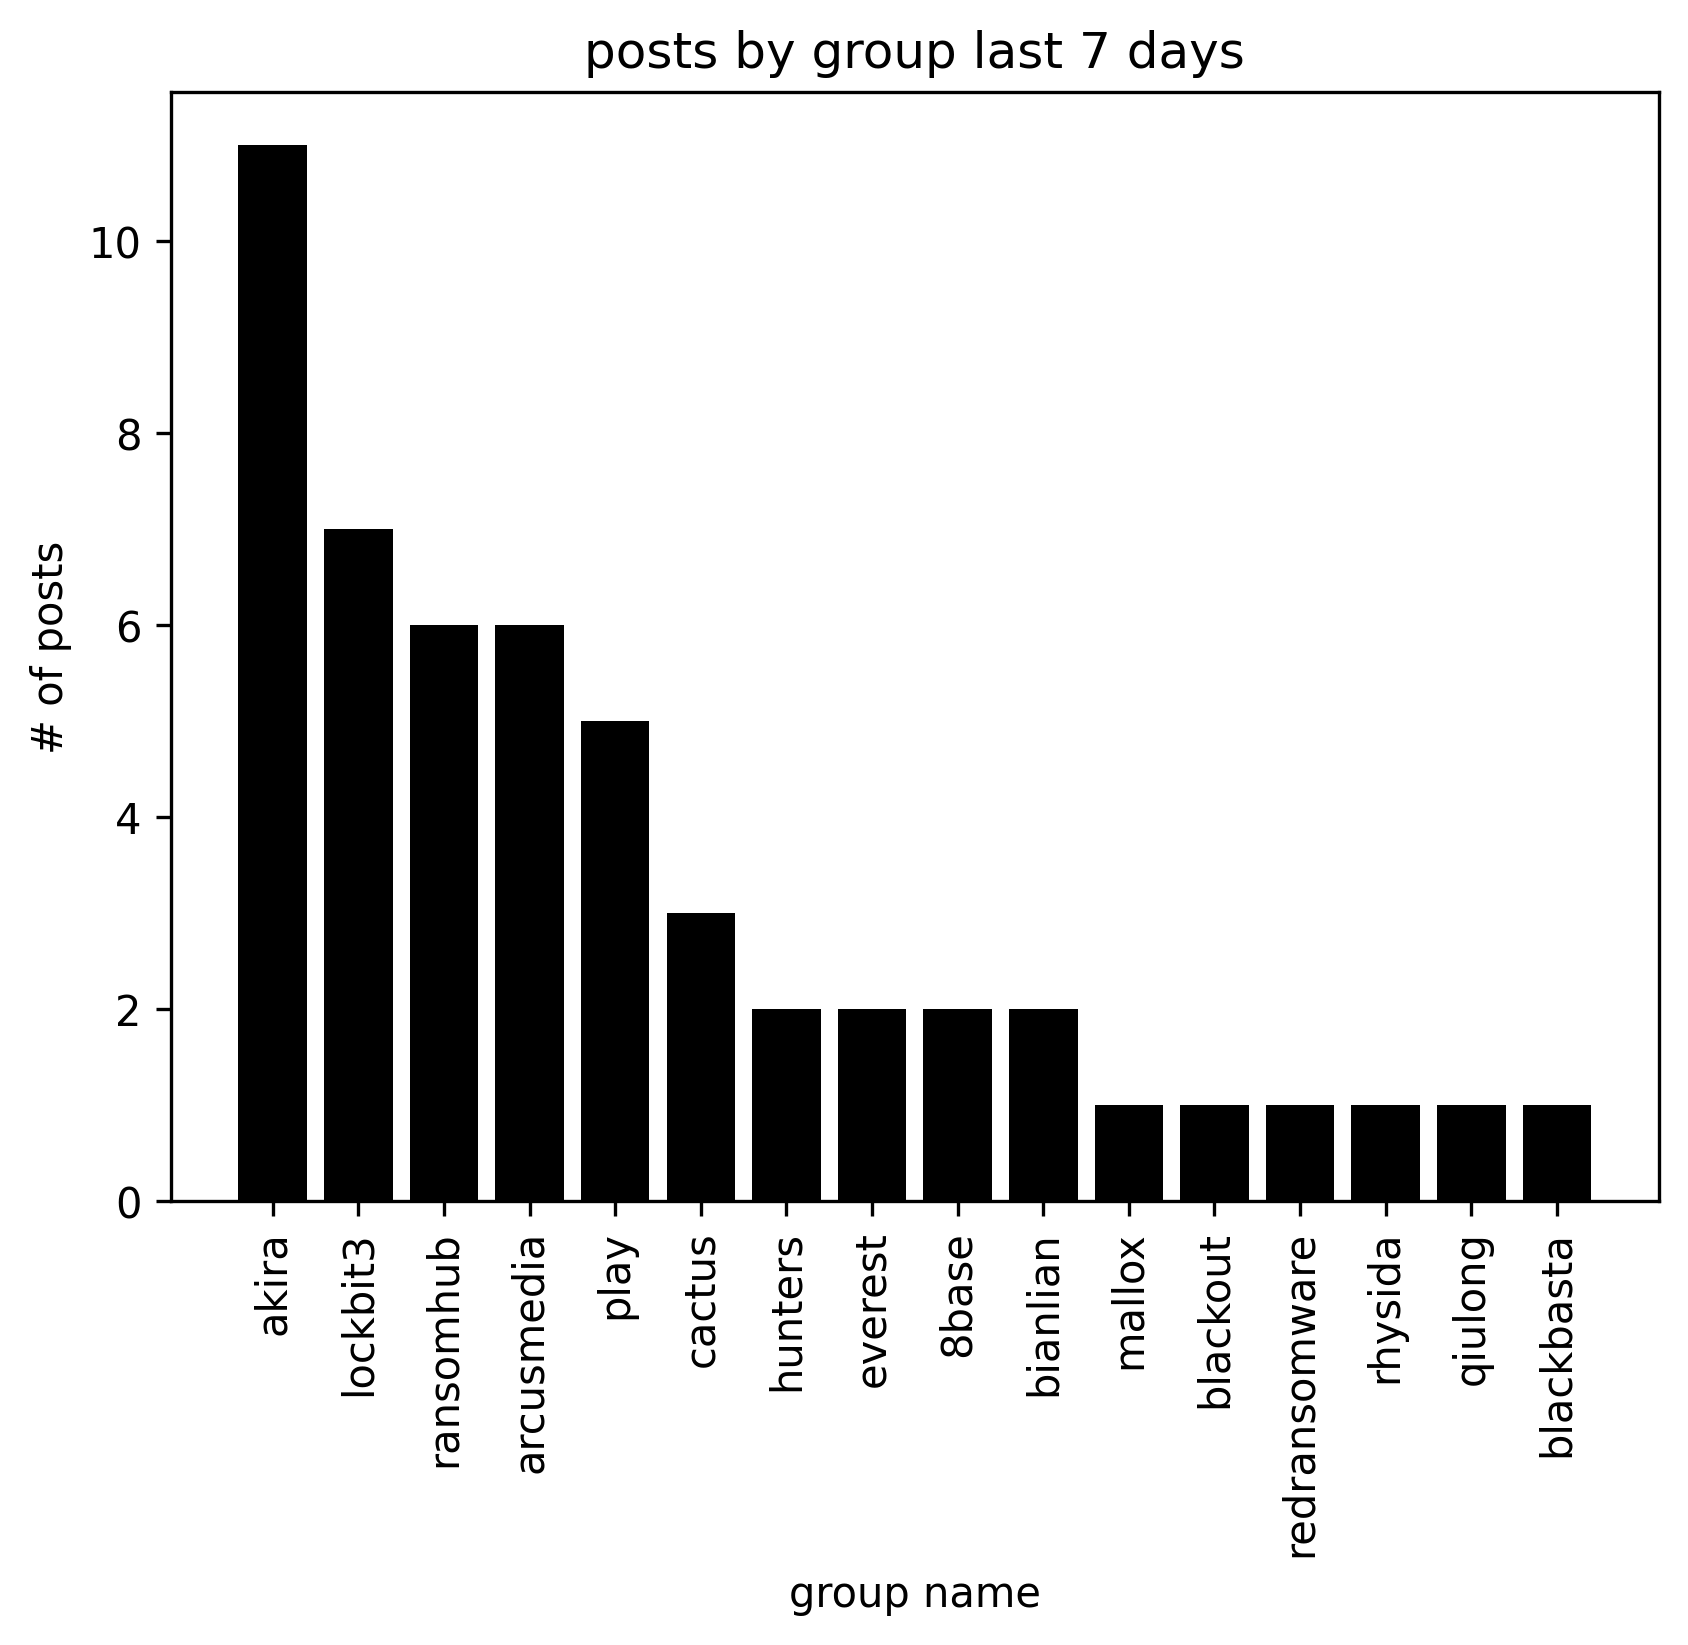 posts by group last 7 days
# of posts
10
8
6
4
2
0
akira
lockbit3
ransomhub
arcusmedia
play
cactus
hunters
everest
8base
bianlian
mallox
blackout
redransomware
rhysida
qiulong
blackbasta
group name